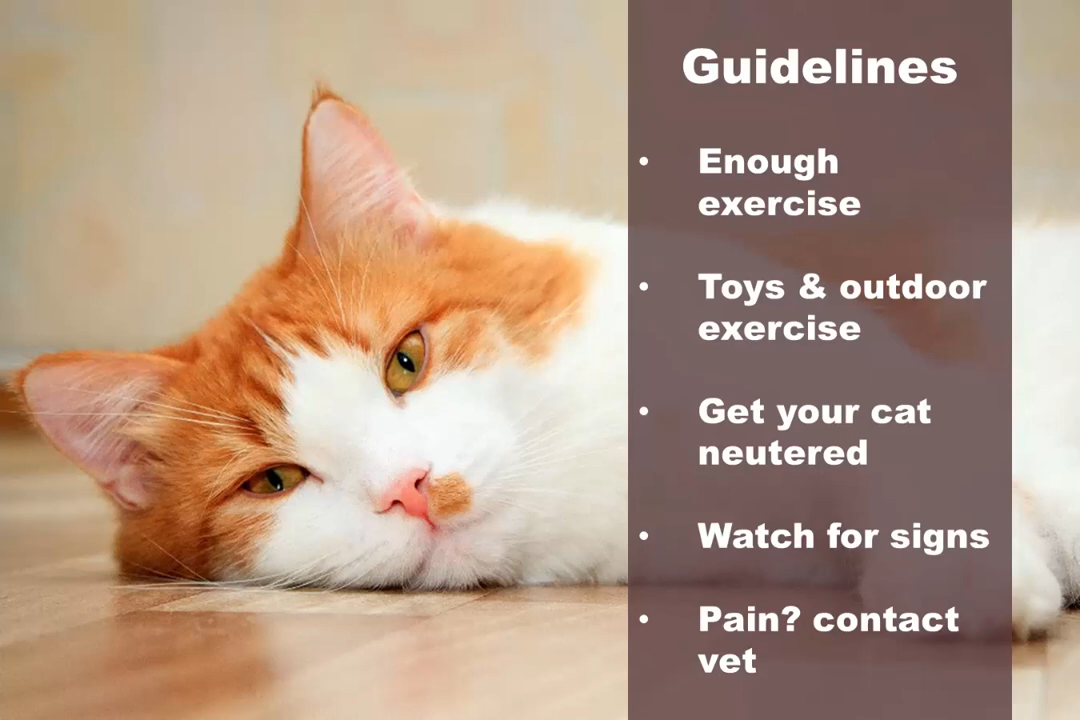 Guidelines
• Enough
exercise
• Toys & outdoor
exercise
• Get your cat
neutered
• Watch for signs
• Pain? contact
vet